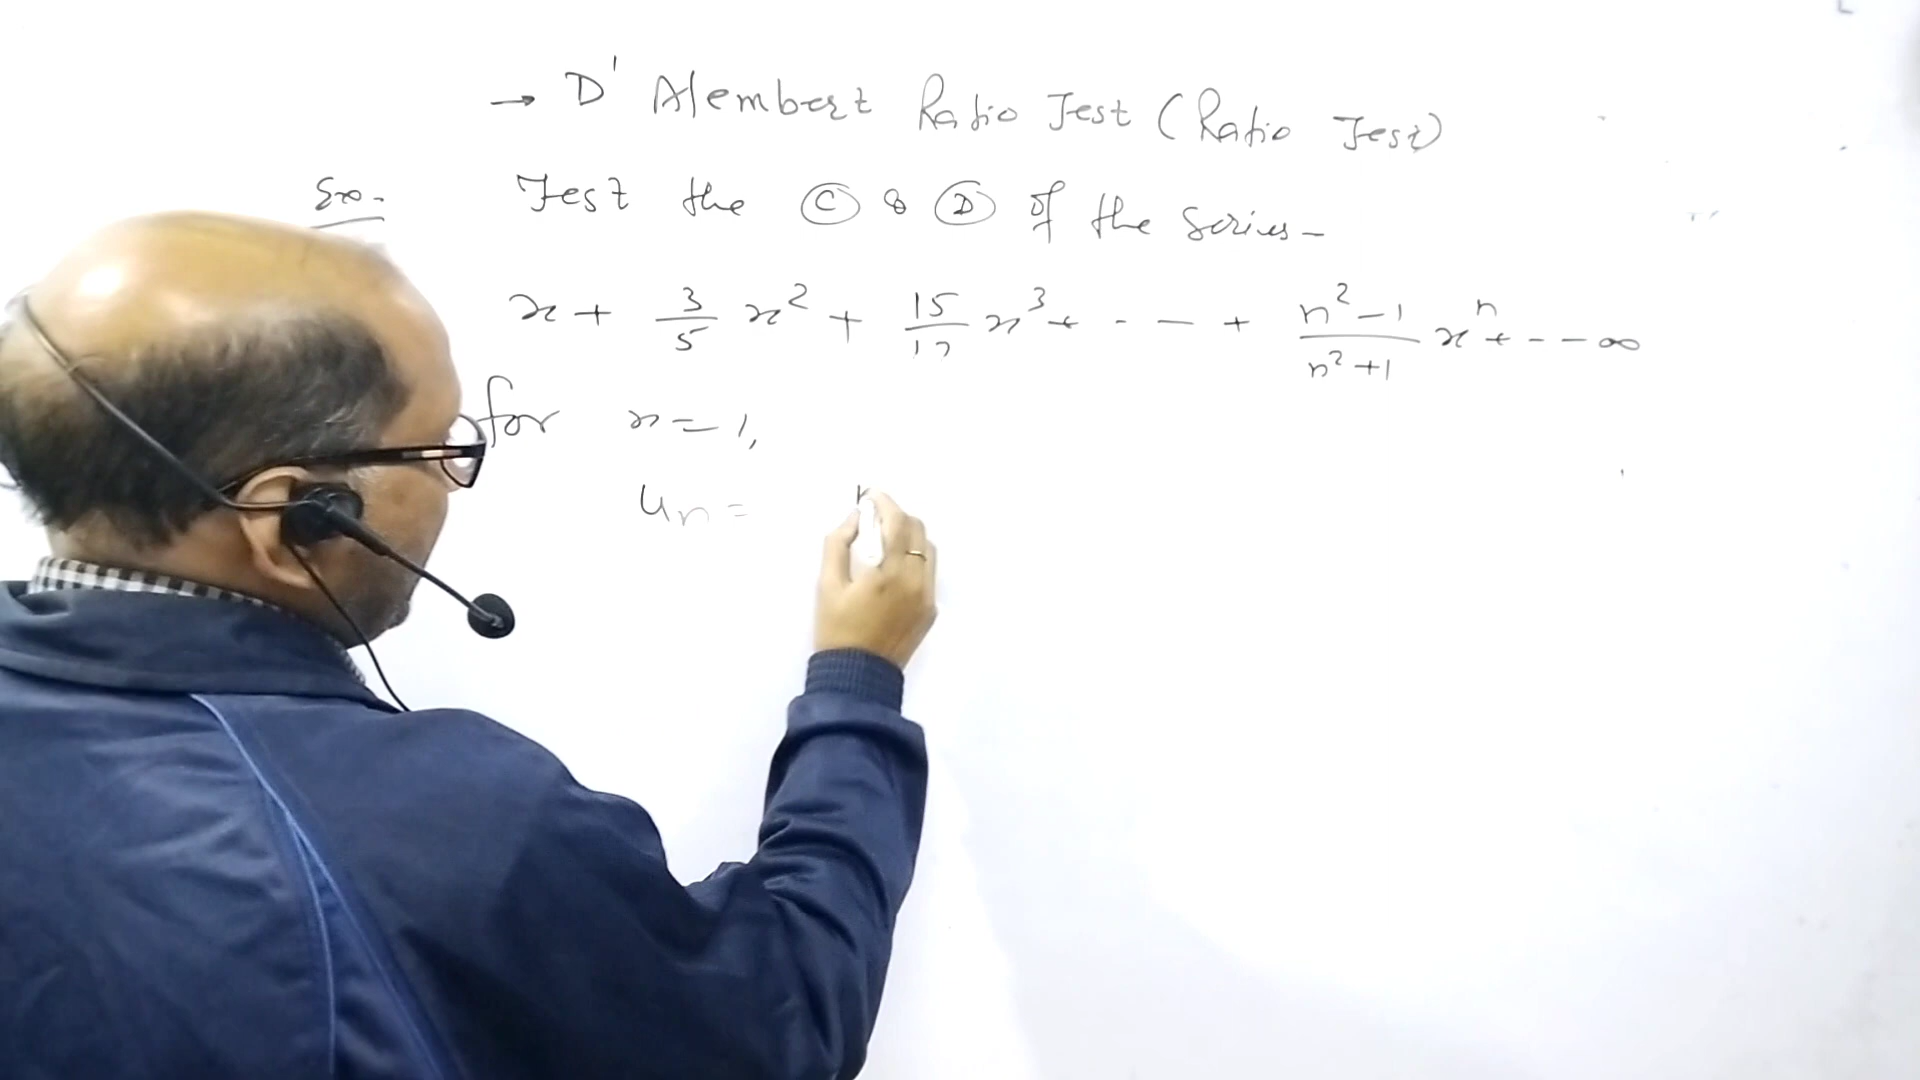 → D' Alembert Ratio Test (Ratio Test)
Ex. Test the Ⓒ & Ⓓ of the Series -
x + 3/5 x² + 15/17 x³ + - - - + (n² - 1)/(n² + 1) xⁿ + - - - ∞
for x = 1,
uₙ =